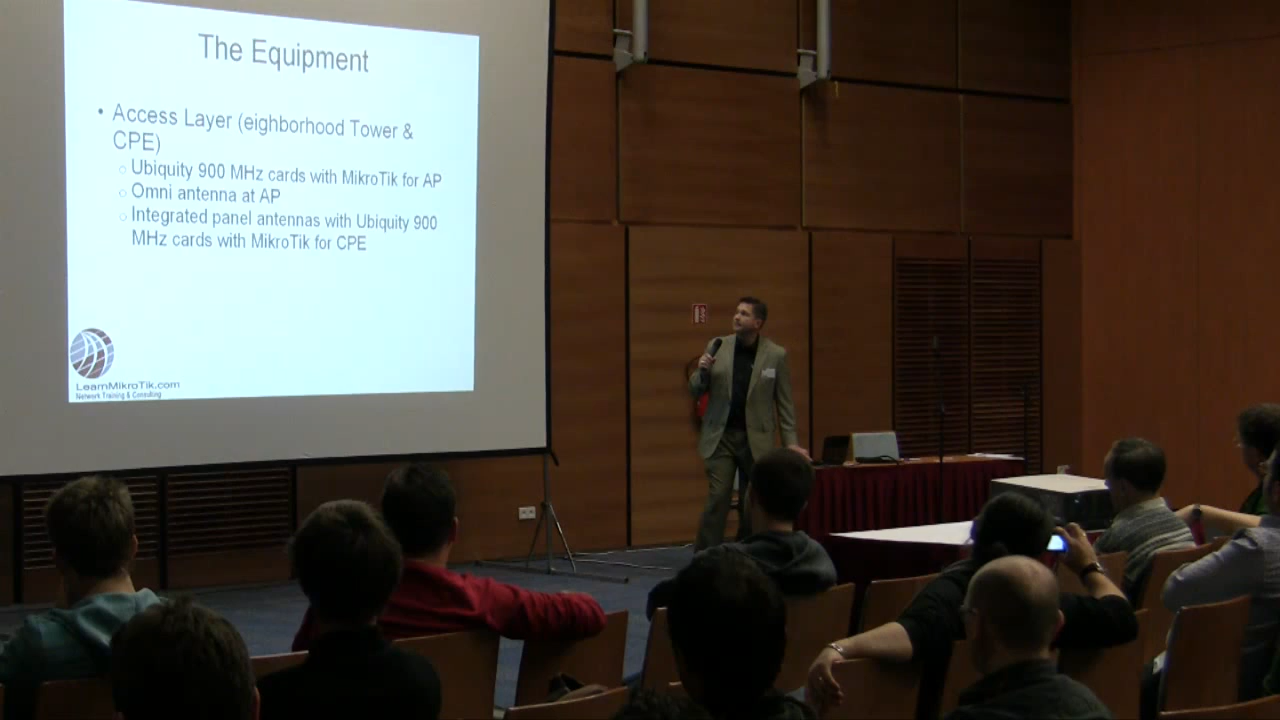 The Equipment
• Access Layer (eighborhood Tower &
CPE)
○ Ubiquity 900 MHz cards with MikroTik for AP
○ Omni antenna at AP
○ Integrated panel antennas with Ubiquity 900
MHz cards with MikroTik for CPE
LearnMikroTik.com
Network Training & Consulting